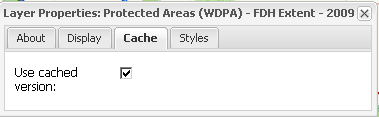 Layer Properties: Protected Areas (WDPA) - FDH Extent - 2009
About Display Cache Styles
Use cached
version: